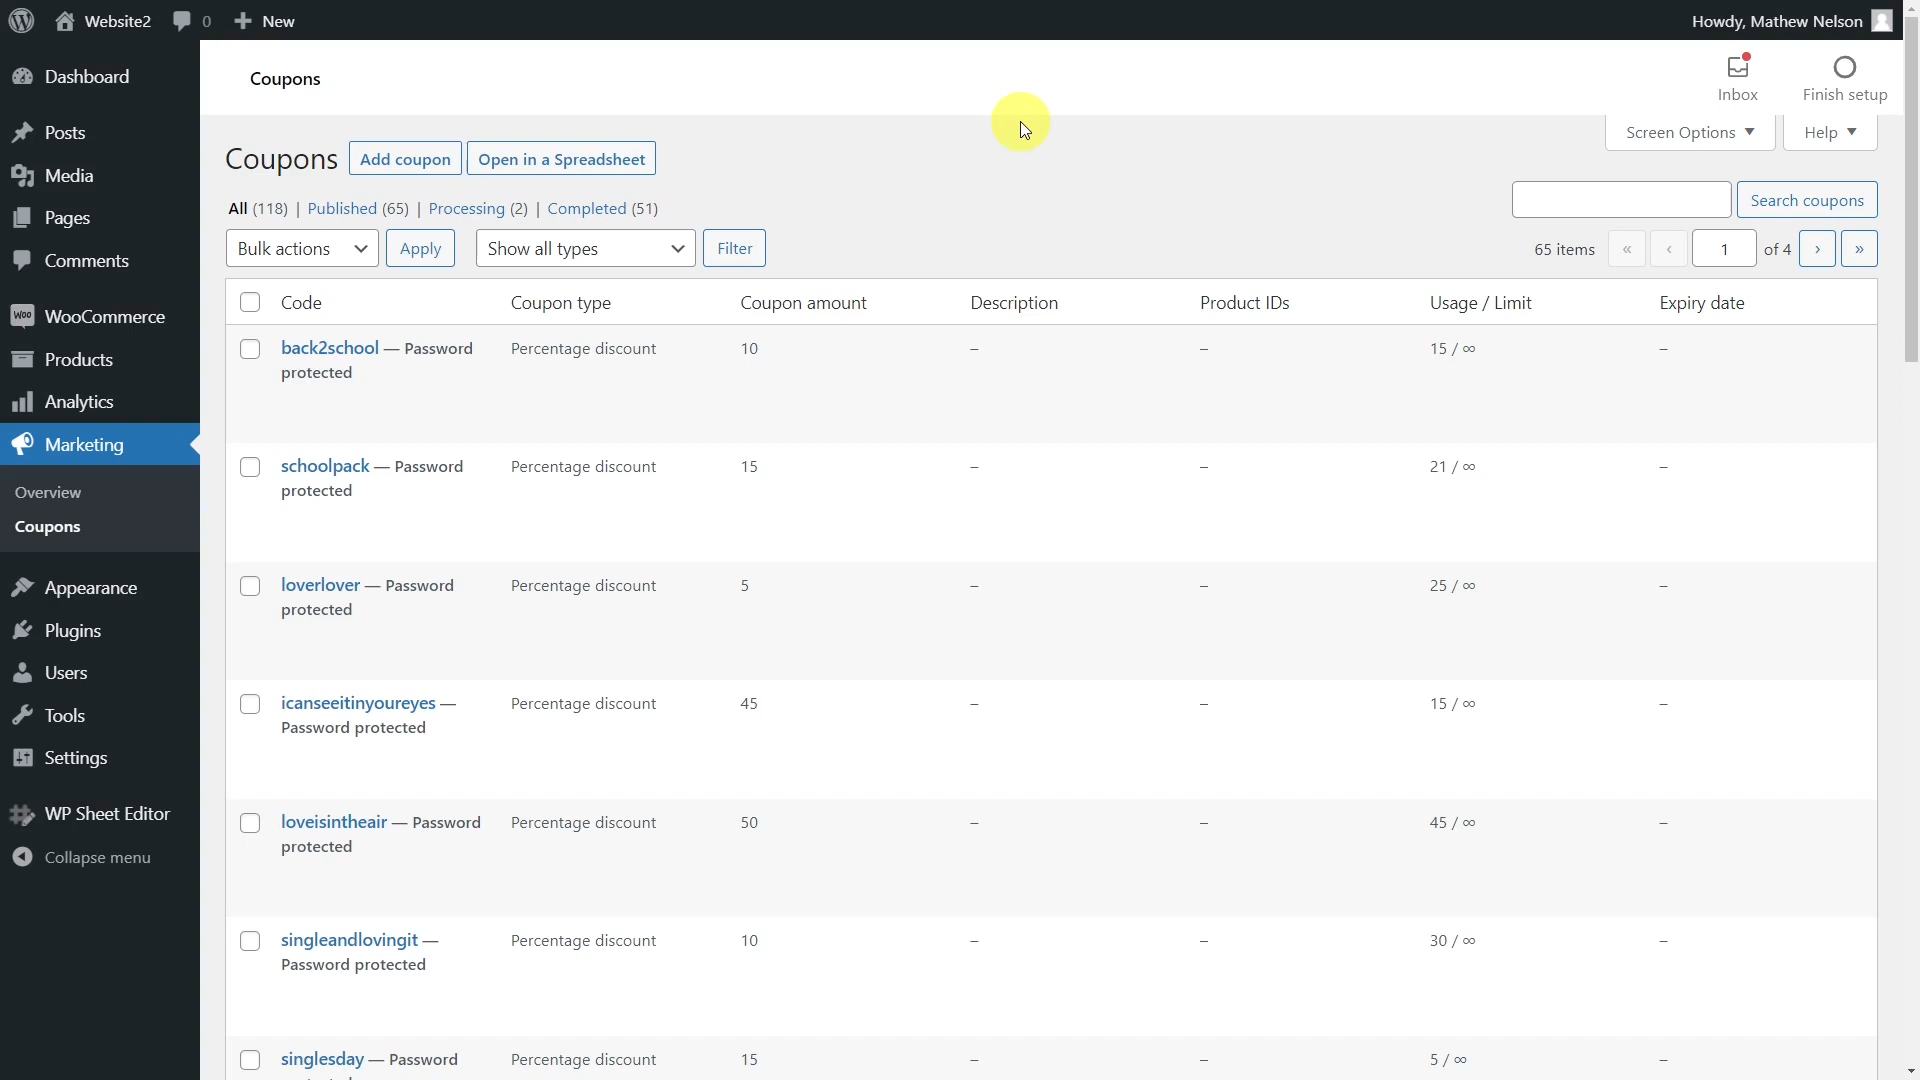 Website2 0 New Howdy, Mathew Nelson
Dashboard
Posts
Media
Pages
Comments
WooCommerce
Products
Analytics
Marketing
Overview
Coupons
Appearance
Plugins
Users
Tools
Settings
WP Sheet Editor
Collapse menu
Coupons
Inbox Finish setup
Screen Options Help
Coupons Add coupon Open in a Spreadsheet
All (118) | Published (65) | Processing (2) | Completed (51)
Search coupons
Bulk actions Apply Show all types Filter
65 items « ‹ 1 of 4 › »
Code Coupon type Coupon amount Description Product IDs Usage / Limit Expiry date
back2school — Password Percentage discount 10 – – 15 / ∞ –
protected
schoolpack — Password Percentage discount 15 – – 21 / ∞ –
protected
loverlover — Password Percentage discount 5 – – 25 / ∞ –
protected
icanseeitinyoureyes — Percentage discount 45 – – 15 / ∞ –
Password protected
loveisintheair — Password Percentage discount 50 – – 45 / ∞ –
protected
singleandlovingit — Percentage discount 10 – – 30 / ∞ –
Password protected
singlesday — Password Percentage discount 15 – – 5 / ∞ –